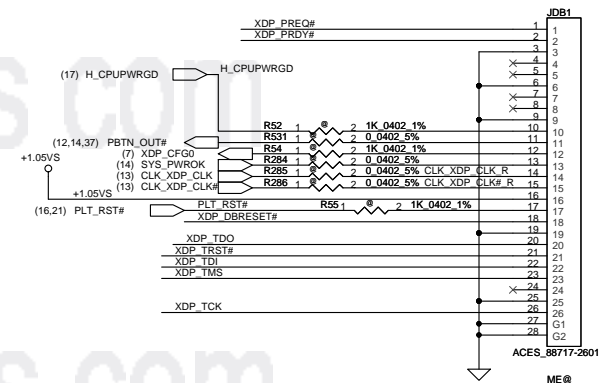 JDB1
XDP_PREQ# 1 1
XDP_PRDY# 2 2
3 3
4 4
5 5
6 6
7 7
8 8
9 9
(17) H_CPUPWRGD H_CPUPWRGD
R52 1 @ 2 1K_0402_1% 10 10
(12,14,37) PBTN_OUT# R531 1 @ 2 0_0402_5% 11 11
(7) XDP_CFG0 R54 1 @ 2 1K_0402_1% 12 12
(14) SYS_PWROK R284 1 @ 2 0_0402_5% 13 13
(13) CLK_XDP_CLK R285 1 @ 2 0_0402_5% CLK_XDP_CLK_R 14 14
(13) CLK_XDP_CLK# R286 1 @ 2 0_0402_5% CLK_XDP_CLK#_R 15 15
+1.05VS
+1.05VS 16 16
(16,21) PLT_RST# PLT_RST# R55 1 @ 2 1K_0402_1% 17 17
XDP_DBRESET# 18 18
19 19
XDP_TDO 20 20
XDP_TRST# 21 21
XDP_TDI 22 22
XDP_TMS 23 23
24 24
25 25
XDP_TCK 26 26
27 G1
28 G2
ACES_88717-2601
ME@
s.com
s.com